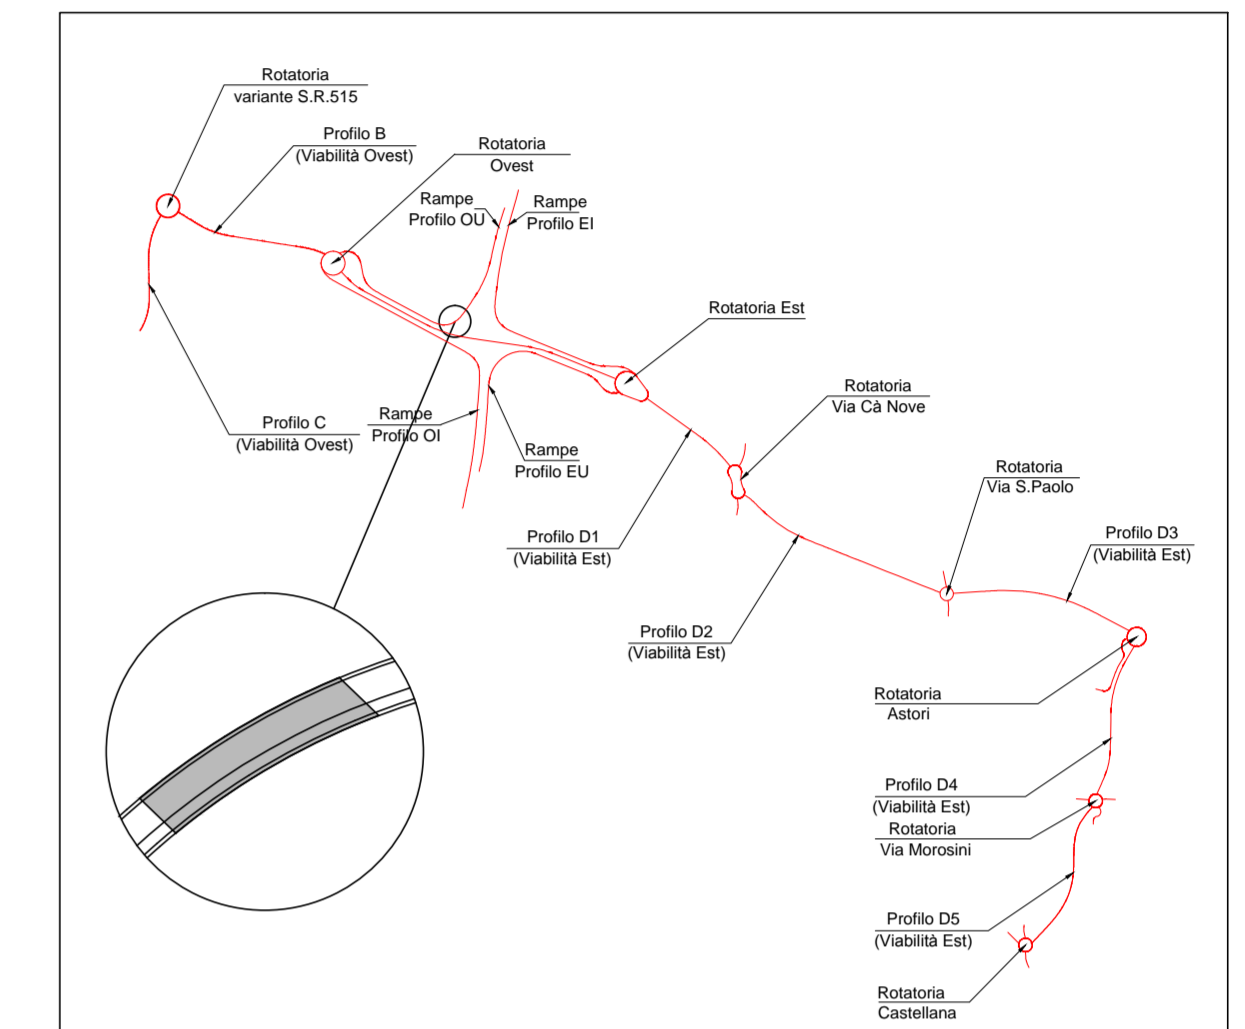 Rotatoria
variante S.R.515
Profilo B
(Viabilità Ovest)
Rotatoria
Ovest
Rampe
Profilo OU
Rampe
Profilo EI
Rotatoria Est
Rotatoria
Via Cà Nove
Profilo C
(Viabilità Ovest)
Rampe
Profilo OI
Rampe
Profilo EU
Rotatoria
Via S.Paolo
Profilo D1
(Viabilità Est)
Profilo D3
(Viabilità Est)
Profilo D2
(Viabilità Est)
Rotatoria
Astori
Profilo D4
(Viabilità Est)
Rotatoria
Via Morosini
Profilo D5
(Viabilità Est)
Rotatoria
Castellana